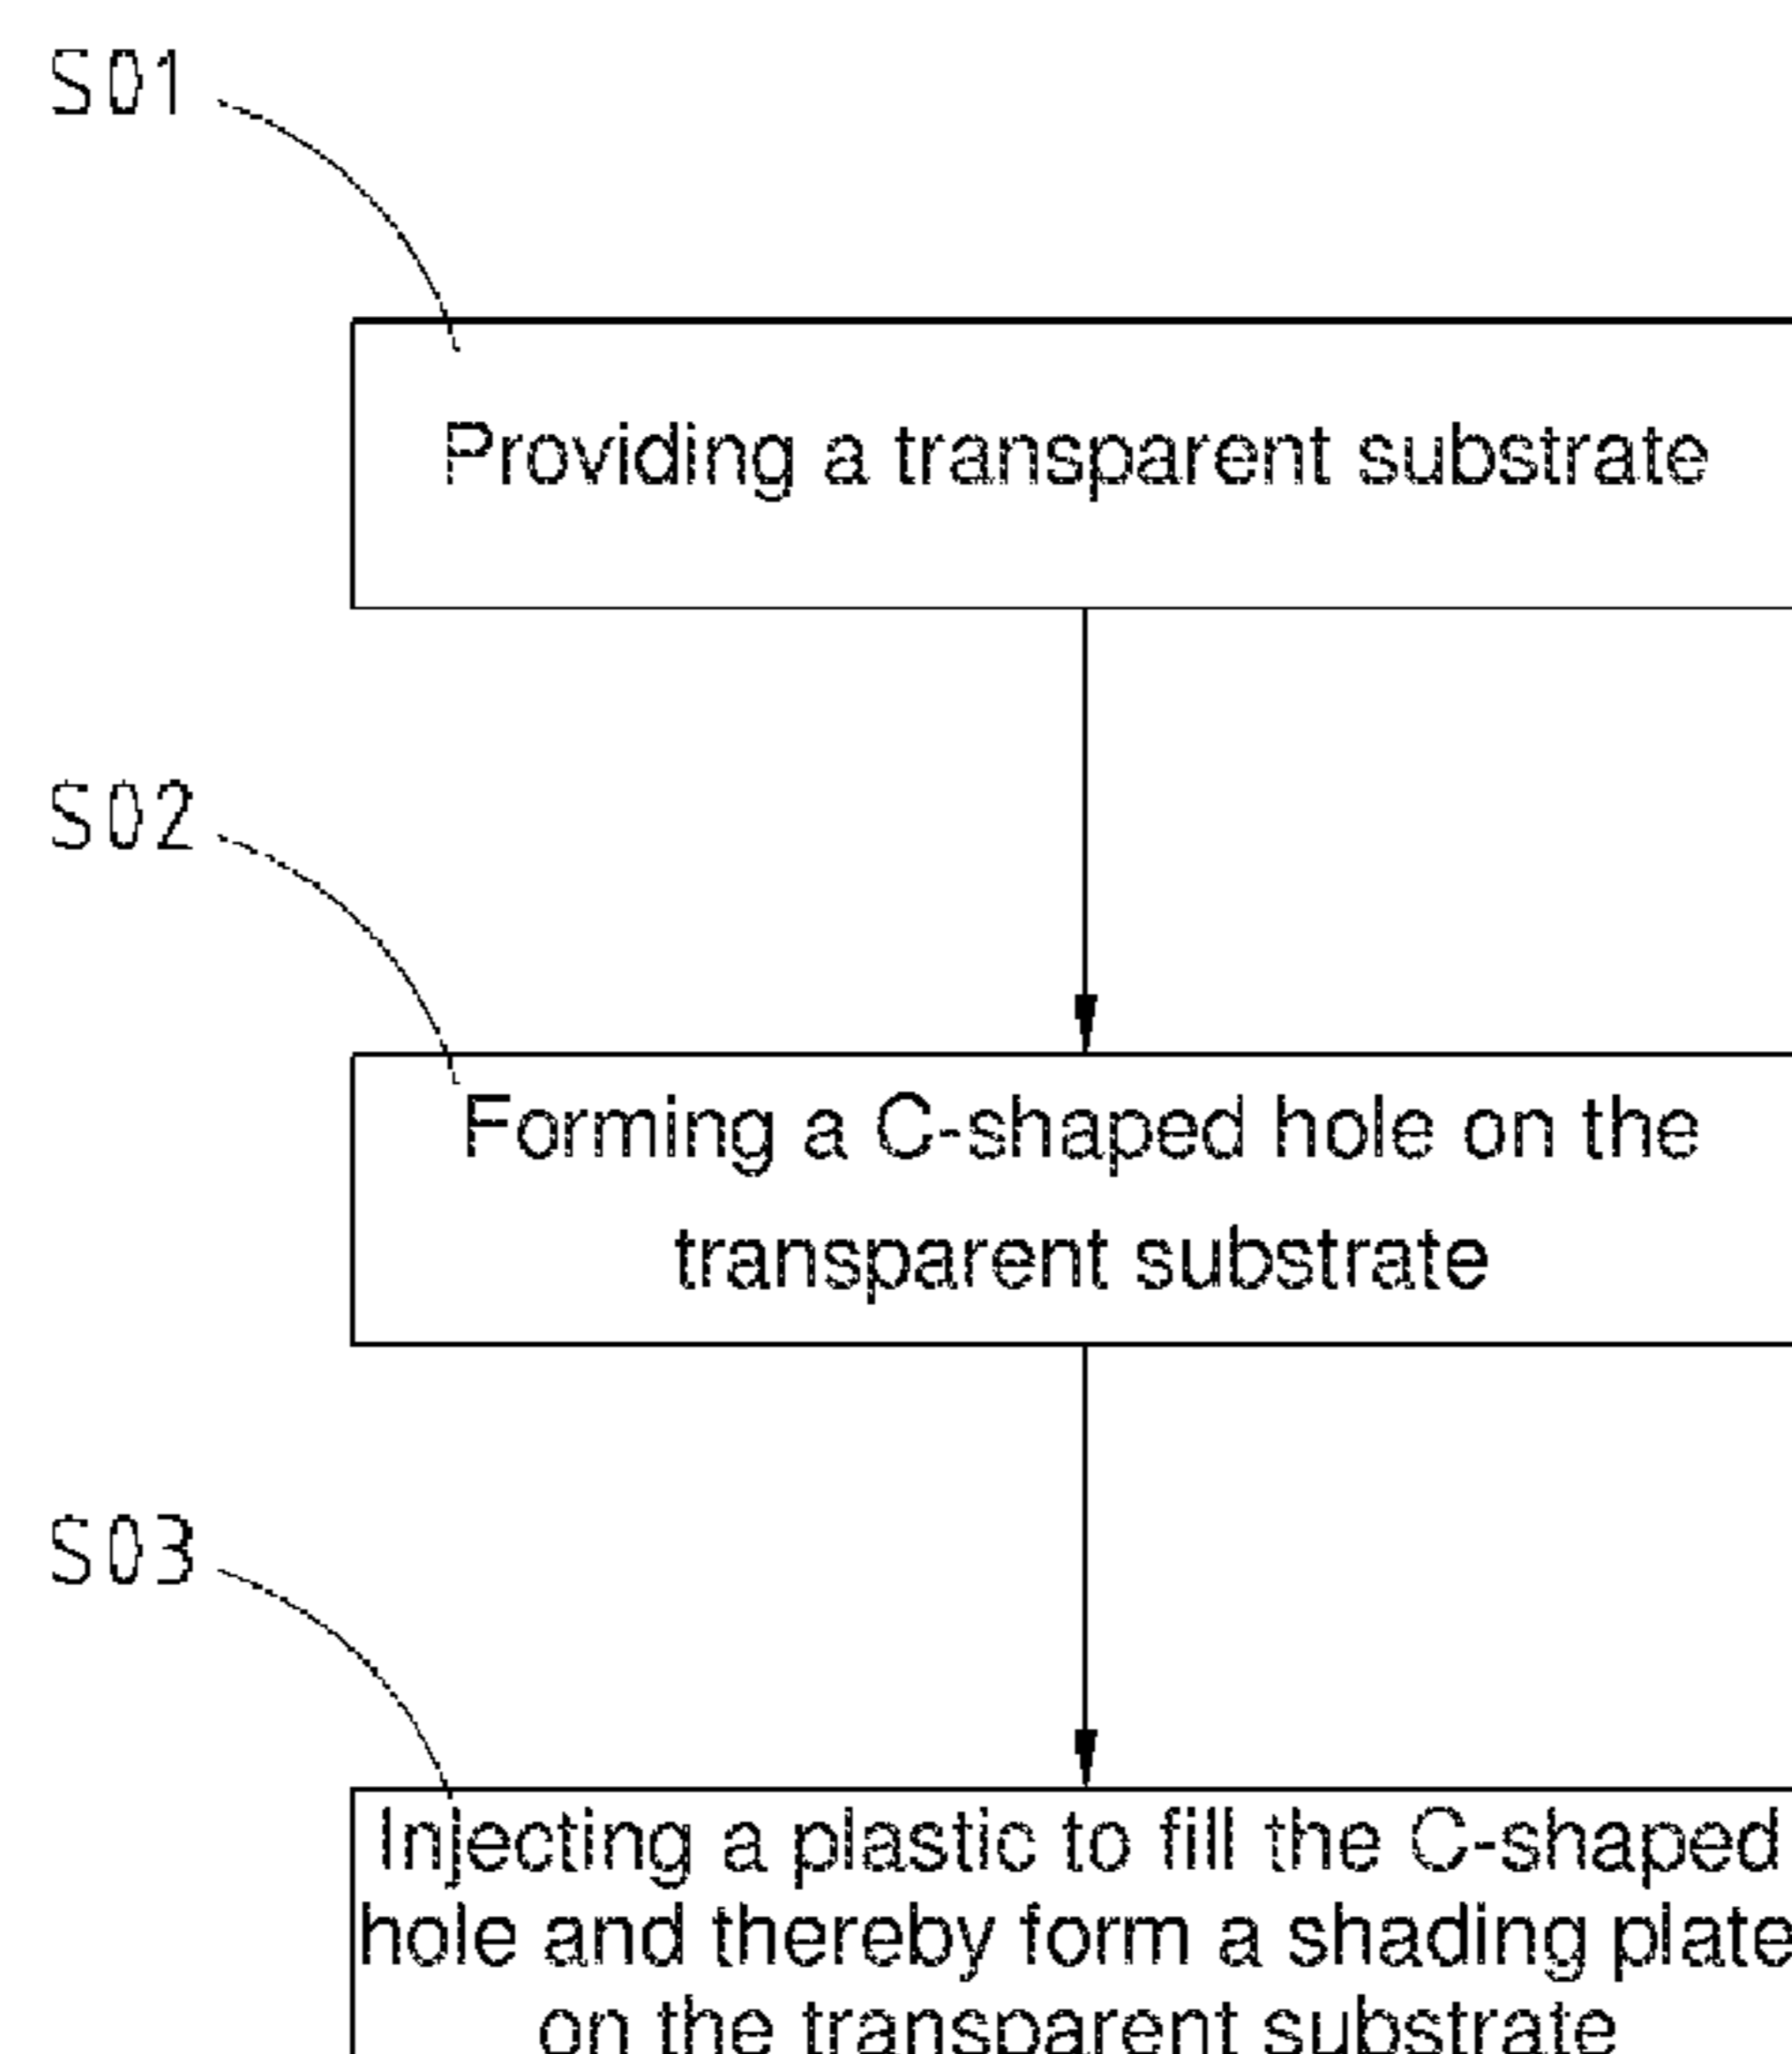 S01
Providing a transparent substrate
S02
Forming a C-shaped hole on the
transparent substrate
S03
Injecting a plastic to fill the C-shaped
hole and thereby form a shading plate
on the transparent substrate